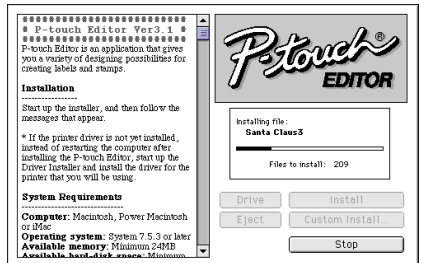 P-touch Editor Ver3.1
P-touch Editor is an application that gives
you a variety of designing possibilities for
creating labels and stamps.
Installation
------------------
Start up the installer, and then follow the
messages that appear.
* If the printer driver is not yet installed,
instead of restarting the computer after
installing the P-touch Editor, start up the
Driver Installer and install the driver for the
printer that you will be using.
System Requirements
------------------
Computer: Macintosh, Power Macintosh
or iMac
Operating system: System 7.5.3 or later
Available memory: Minimum 24MB
Available hard-disk space: Minimum
P-touch®
EDITOR
Installing file:
Santa Claus3
Files to install: 209
Drive
Install
Eject
Custom Install...
Stop